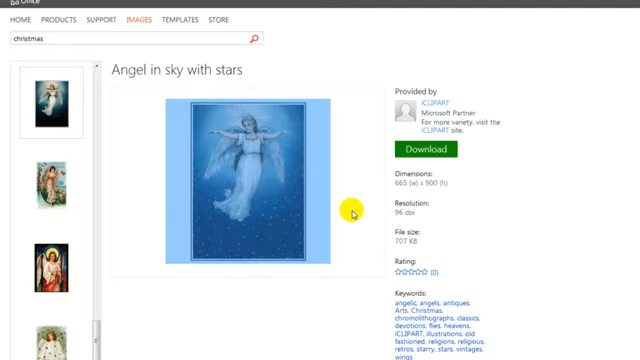 Office
HOME PRODUCTS SUPPORT IMAGES TEMPLATES STORE
christmas
Angel in sky with stars
Provided by
iCLIPART
Microsoft Partner
For more variety, visit the
iCLIPART site.
Download
Dimensions:
665 (w) x 900 (h)
Resolution:
96 dpi
File size:
707 KB
Rating:
(0)
Keywords:
angelic, angels, antiques,
Arts, Christmas,
chromolithographs, classics,
devotions, flies, heavens,
iCLIPART, illustrations, old
fashioned, religions, religious,
retros, starry, stars, vintages,
wings